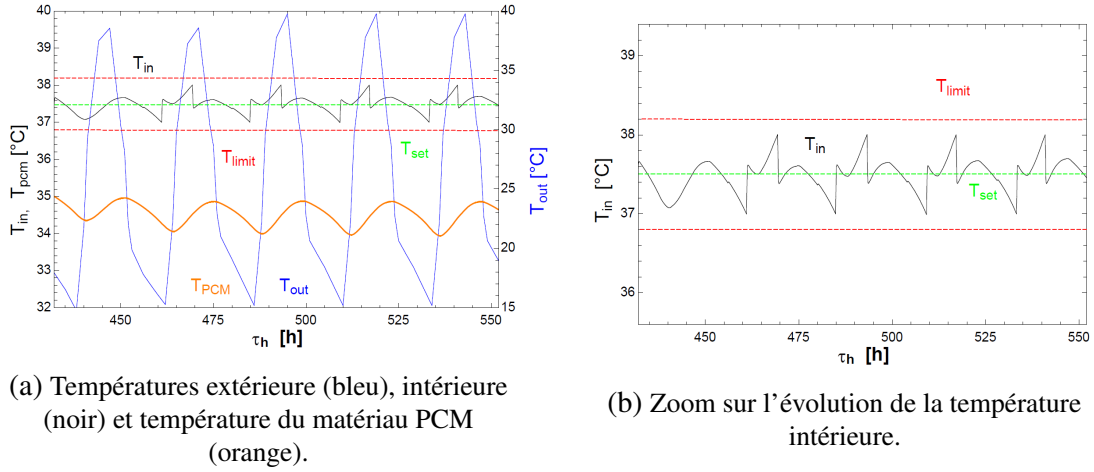 40
39
38
37
36
35
34
33
32
T_in, T_pcm [°C]
T_in
T_limit
T_set
T_PCM
T_out
40
35
30
25
20
15
T_out [°C]
450
475
500
525
550
τ_h [h]
(a) Températures extérieure (bleu), intérieure
(noir) et température du matériau PCM
(orange).
39
38
37
36
T_in [°C]
T_limit
T_in
T_set
450
475
500
525
550
τ_h [h]
(b) Zoom sur l'évolution de la température
intérieure.